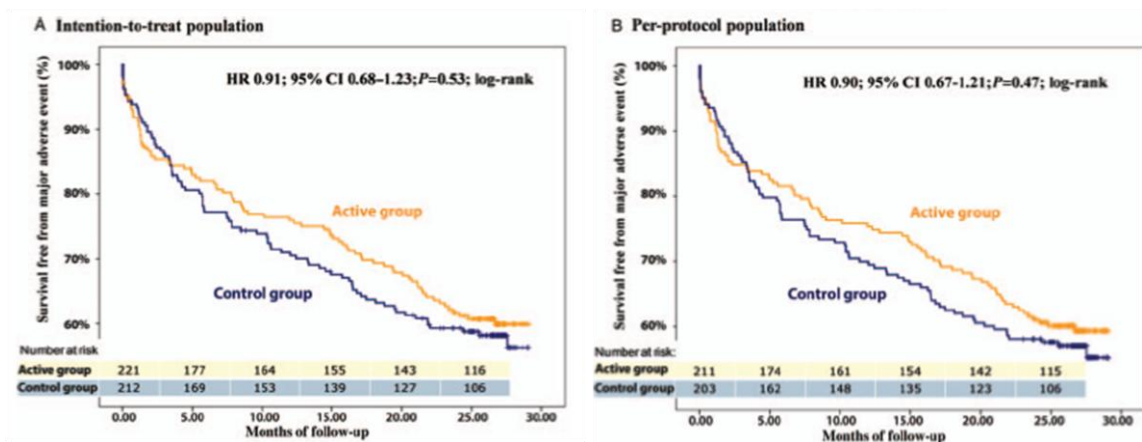 A Intention-to-treat population
HR 0.91; 95% CI 0.68–1.23;P=0.53; log-rank
Survival free from major adverse event (%)
100%
90%
80%
70%
60%
Active group
Control group
Number at risk
Active group 221 177 164 155 143 116
Control group 212 169 153 139 127 106
0.00 5.00 10.00 15.00 20.00 25.00 30.00
Months of follow-up
B Per-protocol population
HR 0.90; 95% CI 0.67-1.21;P=0.47; log-rank
Survival free from major adverse event (%)
100%
90%
80%
70%
60%
Active group
Control group
Number at risk:
Active group 211 174 161 154 142 115
Control group 203 162 148 135 123 106
0.00 5.00 10.00 15.00 20.00 25.00 30.00
Months of follow-up